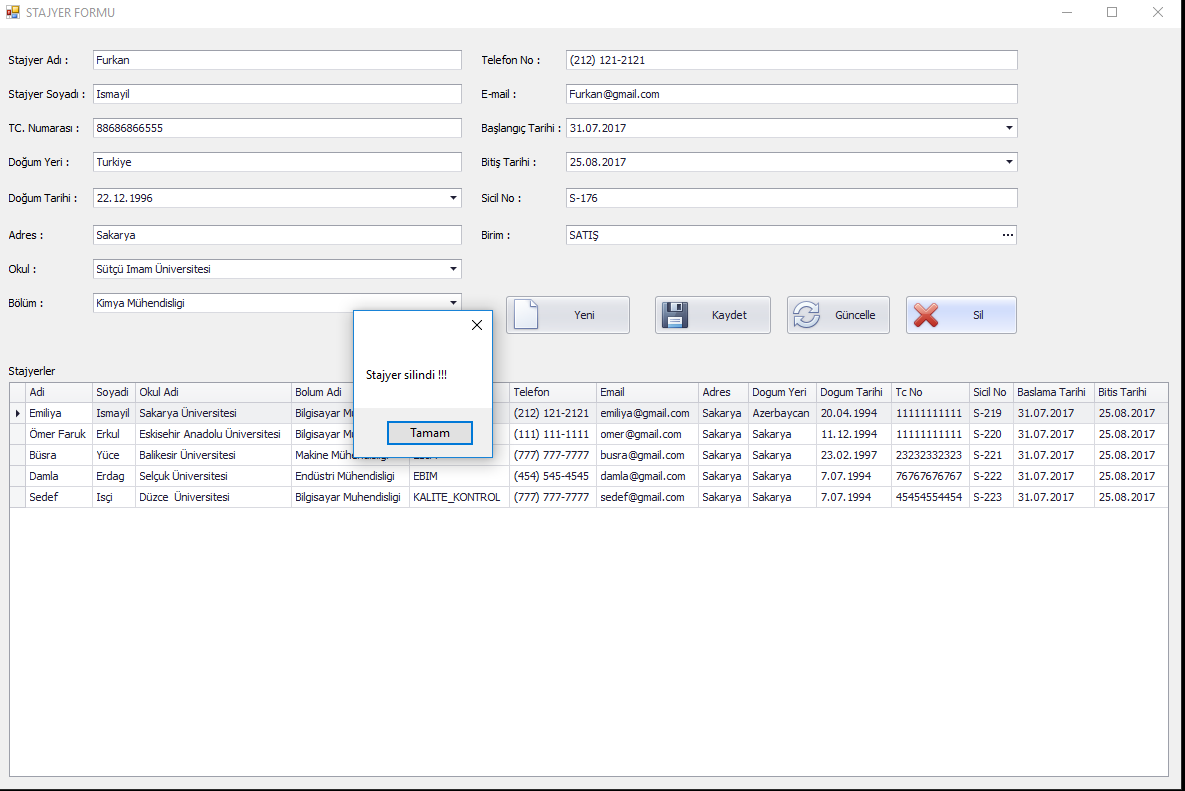 STAJYER FORMU
Stajyer Adı : Furkan Telefon No : (212) 121-2121
Stajyer Soyadı : Ismayil E-mail : Furkan@gmail.com
TC. Numarası : 88686866555 Başlangıç Tarihi : 31.07.2017
Doğum Yeri : Turkiye Bitiş Tarihi : 25.08.2017
Doğum Tarihi : 22.12.1996 Sicil No : S-176
Adres : Sakarya Birim : SATIŞ ...
Okul : Sütçü Imam Üniversitesi
Bölüm : Kimya Mühendisligi
Yeni Kaydet Güncelle Sil
Stajyer silindi !!!
Tamam
Stajyerler
Adi Soyadi Okul Adi Bolum Adi Telefon Email Adres Dogum Yeri Dogum Tarihi Tc No Sicil No Baslama Tarihi Bitis Tarihi
Emiliya Ismayil Sakarya Üniversitesi Bilgisayar (212) 121-2121 emiliya@gmail.com Sakarya Azerbaycan 20.04.1994 11111111111 S-219 31.07.2017 25.08.2017
Ömer Faruk Erkul Eskisehir Anadolu Üniversitesi Bilgisayar (111) 111-1111 omer@gmail.com Sakarya Sakarya 11.12.1994 11111111111 S-220 31.07.2017 25.08.2017
Büsra Yüce Balikesir Üniversitesi Makine (777) 777-7777 busra@gmail.com Sakarya Sakarya 23.02.1997 23232332323 S-221 31.07.2017 25.08.2017
Damla Erdag Selçuk Üniversitesi Endüstri Mühendisligi EBIM (454) 545-4545 damla@gmail.com Sakarya Sakarya 7.07.1994 76767676767 S-222 31.07.2017 25.08.2017
Sedef Isçi Düzce  Üniversitesi Bilgisayar Muhendisligi KALITE_KONTROL (777) 777-7777 sedef@gmail.com Sakarya Sakarya 7.07.1994 45454554454 S-223 31.07.2017 25.08.2017